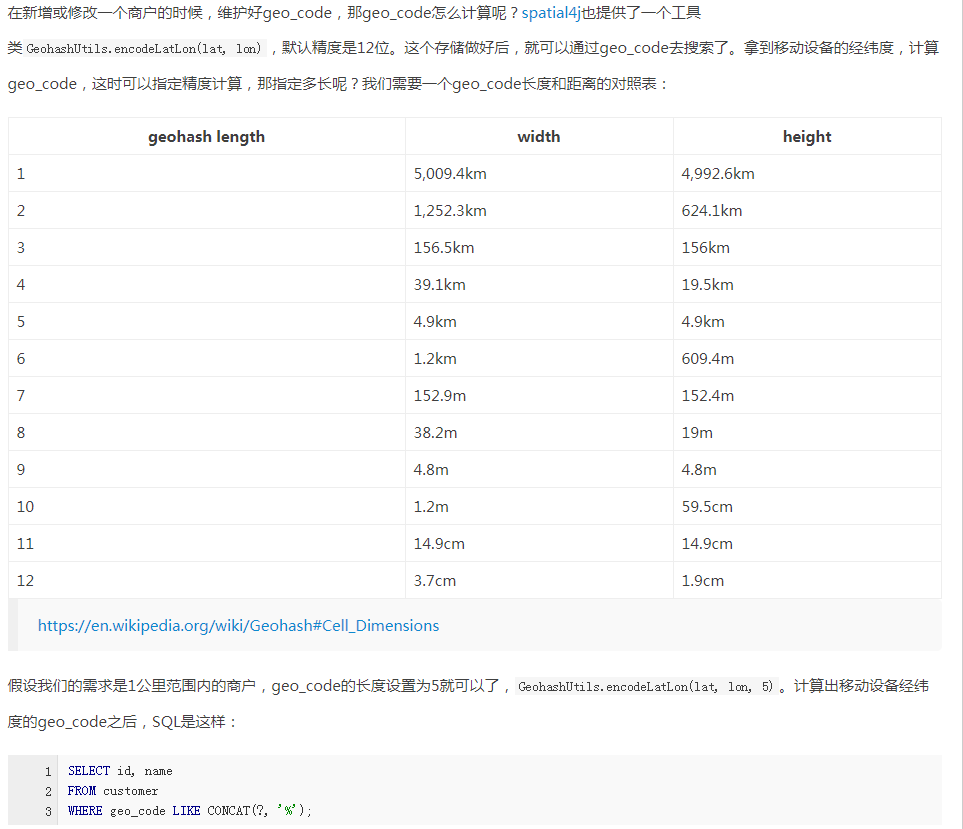 在新增或修改一个商户的时候，维护好geo_code，那geo_code怎么计算呢？spatial4j也提供了一个工具
类 GeohashUtils.encodeLatLon(lat, lon) ，默认精度是12位。这个存储做好后，就可以通过geo_code去搜索了。拿到移动设备的经纬度，计算
geo_code，这时可以指定精度计算，那指定多长呢？我们需要一个geo_code长度和距离的对照表：
geohash length width height
1 5,009.4km 4,992.6km
2 1,252.3km 624.1km
3 156.5km 156km
4 39.1km 19.5km
5 4.9km 4.9km
6 1.2km 609.4m
7 152.9m 152.4m
8 38.2m 19m
9 4.8m 4.8m
10 1.2m 59.5cm
11 14.9cm 14.9cm
12 3.7cm 1.9cm
https://en.wikipedia.org/wiki/Geohash#Cell_Dimensions
假设我们的需求是1公里范围内的商户，geo_code的长度设置为5就可以了，GeohashUtils.encodeLatLon(lat, lon, 5) 。计算出移动设备经纬
度的geo_code之后，SQL是这样：
1 SELECT id, name
2 FROM customer
3 WHERE geo_code LIKE CONCAT(?, '%');